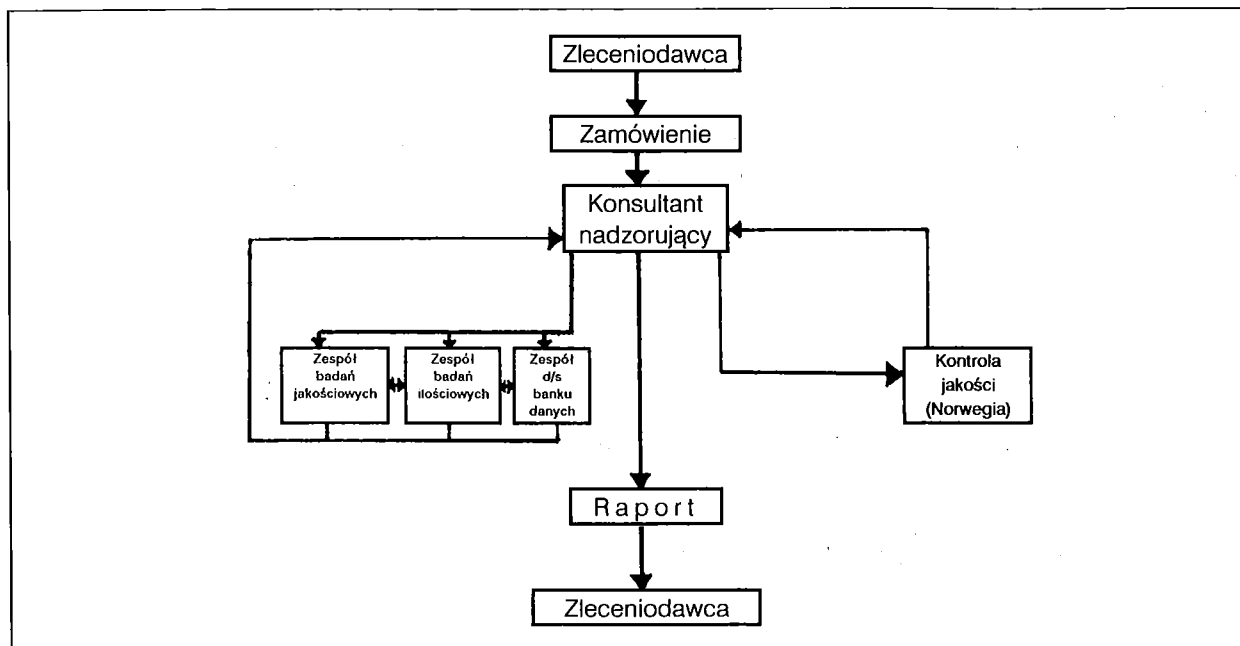 Zleceniodawca
Zamówienie
Konsultant
nadzorujący
Zespół
badań
jakościowych
Zespół
badań
ilościowych
Zespół
d/s
banku
danych
Kontrola
jakości
(Norwegia)
Raport
Zleceniodawca